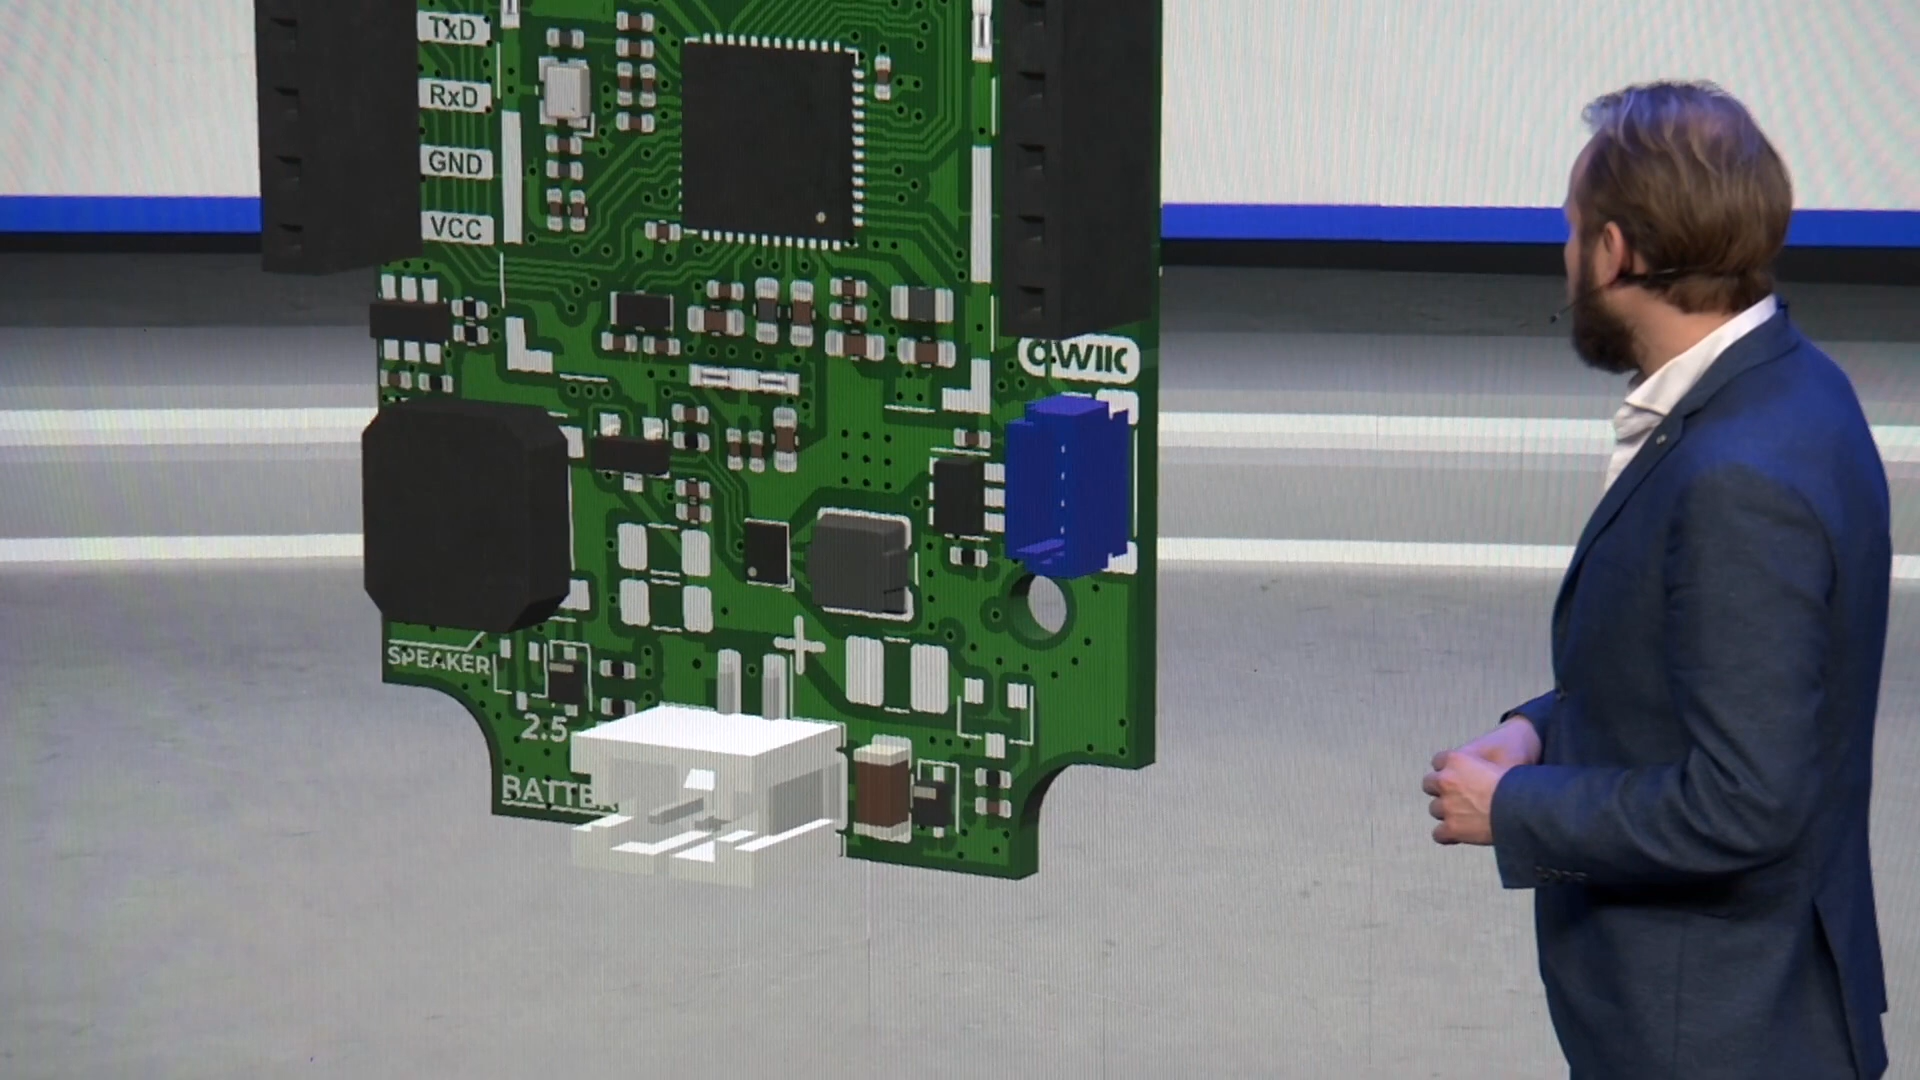 TxD
RxD
GND
VCC
QWIIC
SPEAKER
2.5